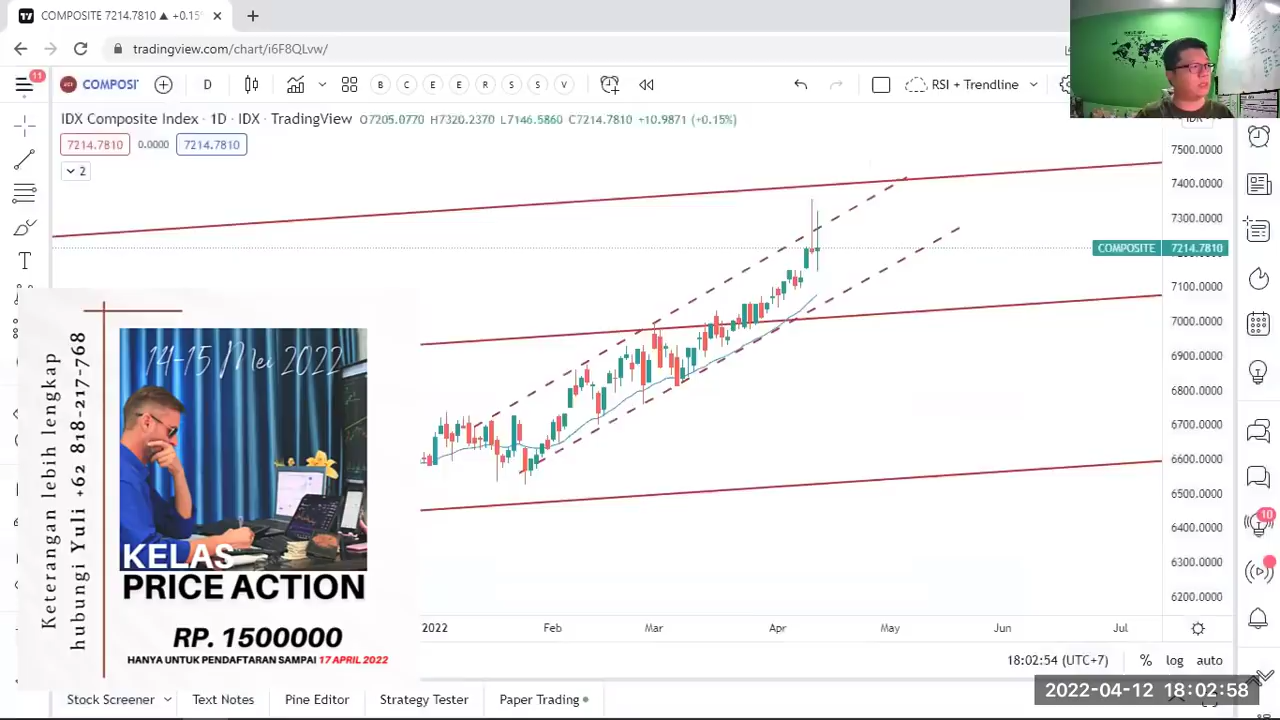 COMPOSITE 7214.7810 ▲ +0.15
tradingview.com/chart/i6F8QLvw/
11
COMPOSI
D
B C E E R S S V
RSI + Trendline
IDX Composite Index · 1D · IDX · TradingView O7205.0770 H7320.2370 L7146.5860 C7214.7810 +10.9871 (+0.15%)
7214.7810 0.0000 7214.7810
2
7500.0000
7400.0000
7300.0000
COMPOSITE 7214.7810
7100.0000
7000.0000
6900.0000
6800.0000
6700.0000
6600.0000
6500.0000
6400.0000
6300.0000
6200.0000
10
T
Keterangan lebih lengkap
hubungi Yuli +62 818-217-768
14-15 Mei 2022
KELAS
PRICE ACTION
RP. 1500000
HANYA UNTUK PENDAFTARAN SAMPAI 17 APRIL 2022
2022 Feb Mar Apr May Jun Jul
18:02:54 (UTC+7) % log auto
Stock Screener Text Notes Pine Editor Strategy Tester Paper Trading
2022-04-12 18:02:58